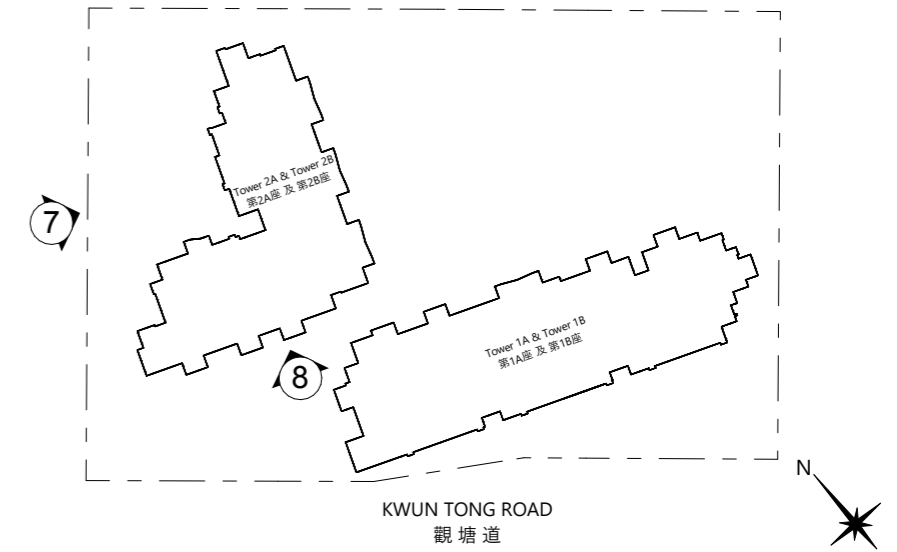 Tower 2A & Tower 2B
第2A座 及 第2B座
7
Tower 1A & Tower 1B
第1A座 及 第1B座
8
N
KWUN TONG ROAD
觀塘道